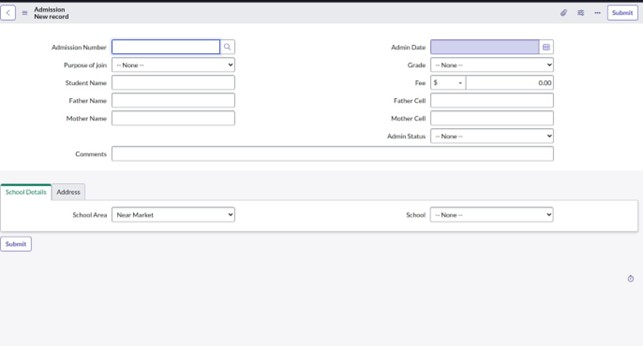 Admission
New record
Submit
Admission Number
Admin Date
Purpose of join -- None --
Grade -- None --
Student Name
Fee $ 0.00
Father Name
Father Cell
Mother Name
Mother Cell
Admin Status -- None --
Comments
School Details Address
School Area Near Market
School -- None --
Submit